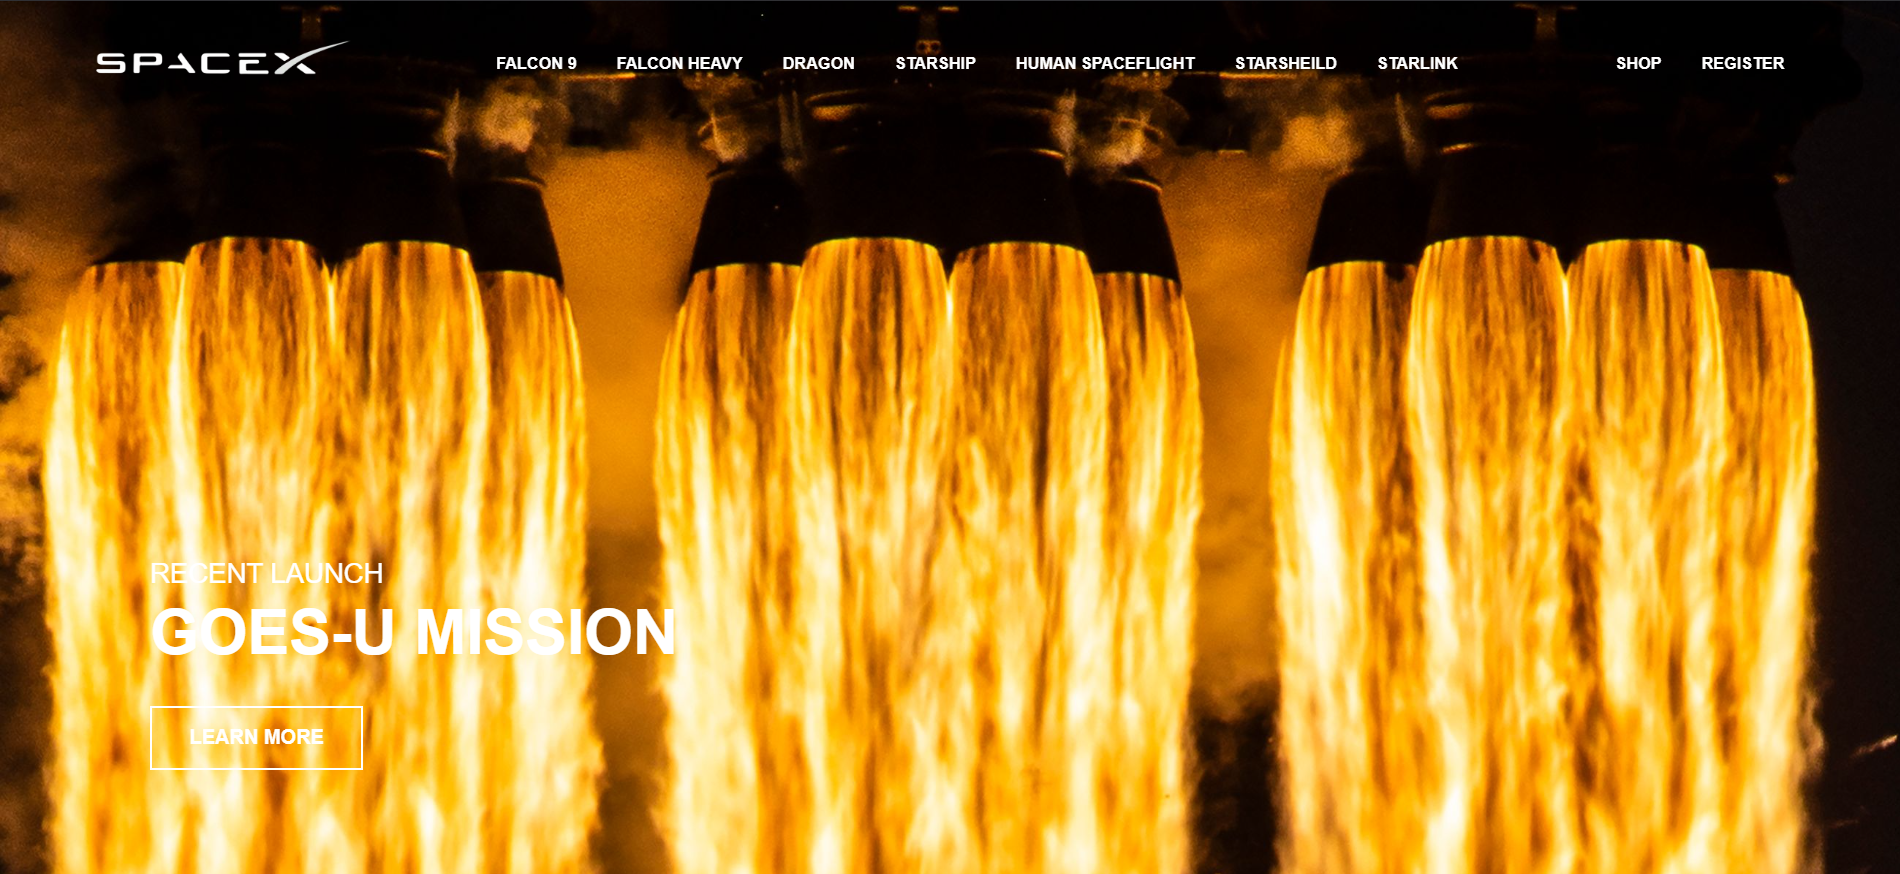 SPACEX
FALCON 9 FALCON HEAVY DRAGON STARSHIP HUMAN SPACEFLIGHT STARSHEILD STARLINK SHOP REGISTER
RECENT LAUNCH
GOES-U MISSION
LEARN MORE